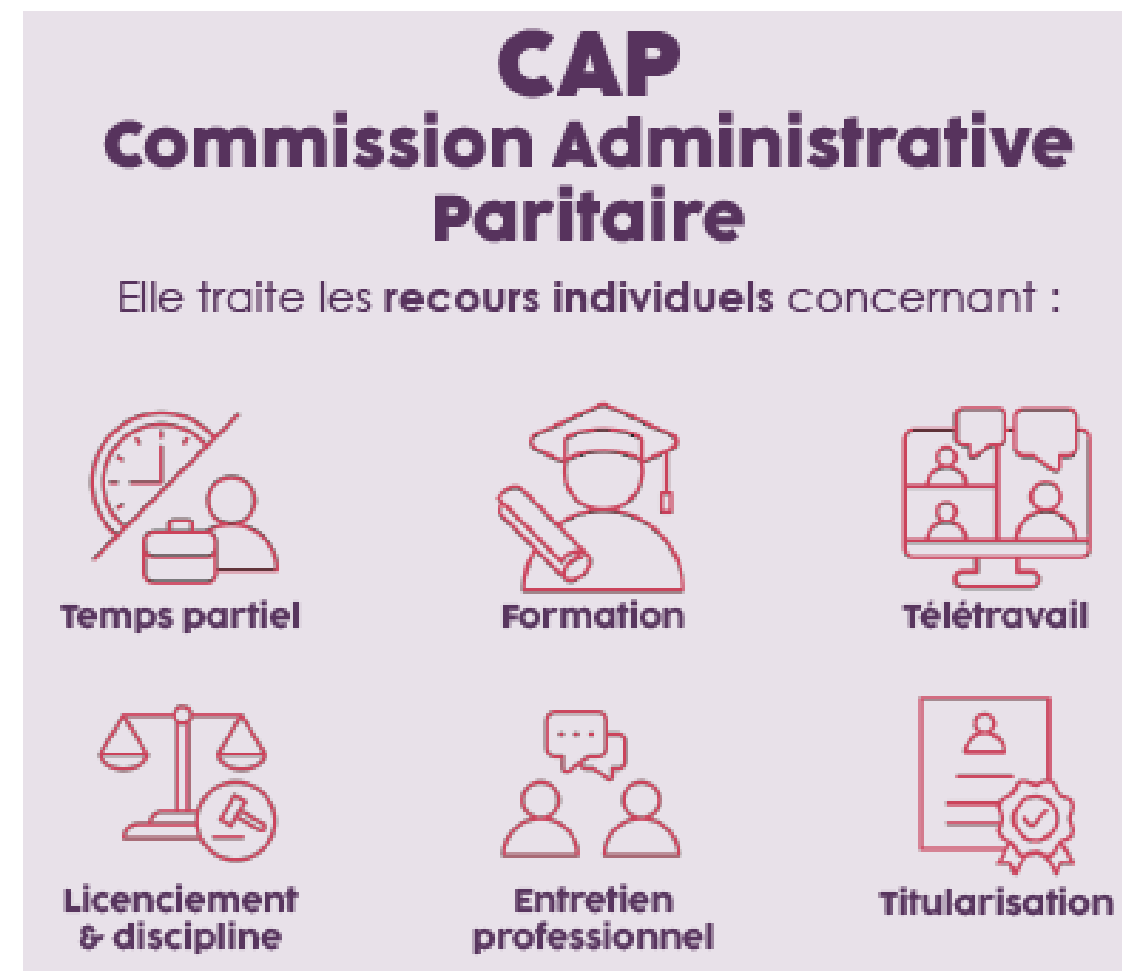 CAP
Commission Administrative
Paritaire
Elle traite les recours individuels concernant :
Temps partiel
Formation
Télétravail
Licenciement
& discipline
Entretien
professionnel
Titularisation